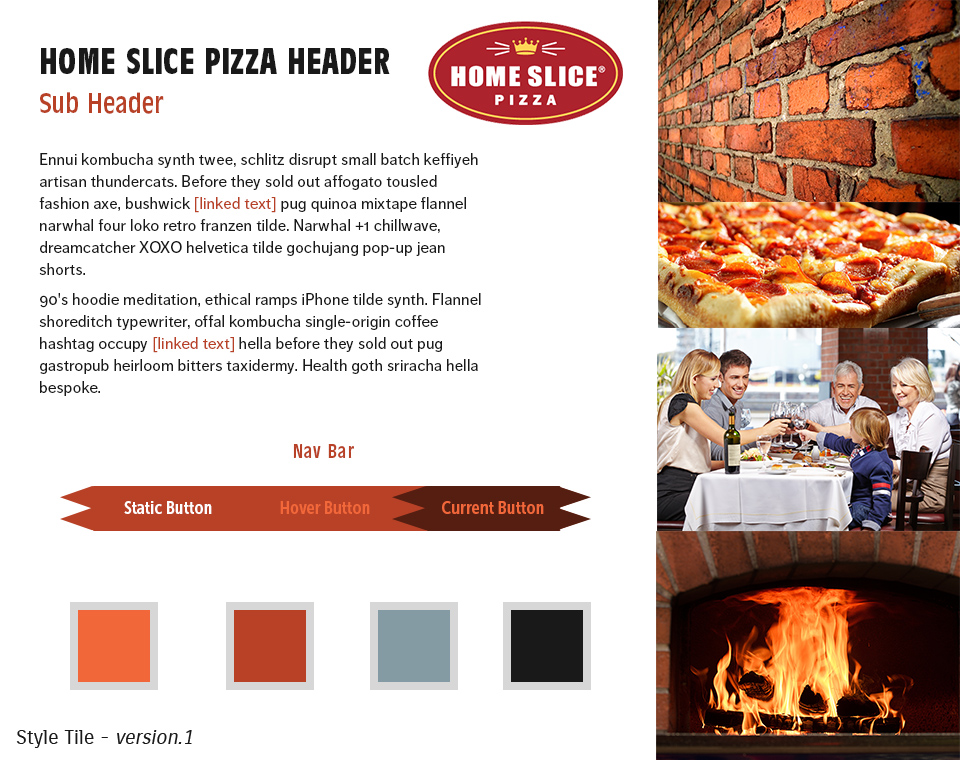 HOME SLICE PIZZA HEADER
Sub Header
HOME SLICE®
PIZZA
Ennui kombucha synth twee, schlitz disrupt small batch keffiyeh
artisan thundercats. Before they sold out affogato tousled
fashion axe, bushwick [linked text] pug quinoa mixtape flannel
narwhal four loko retro franzen tilde. Narwhal +1 chillwave,
dreamcatcher XOXO helvetica tilde gochujang pop-up jean
shorts.
90's hoodie meditation, ethical ramps iPhone tilde synth. Flannel
shoreditch typewriter, offal kombucha single-origin coffee
hashtag occupy [linked text] hella before they sold out pug
gastropub heirloom bitters taxidermy. Health goth sriracha hella
bespoke.
Nav Bar
Static Button Hover Button Current Button
Style Tile - version.1